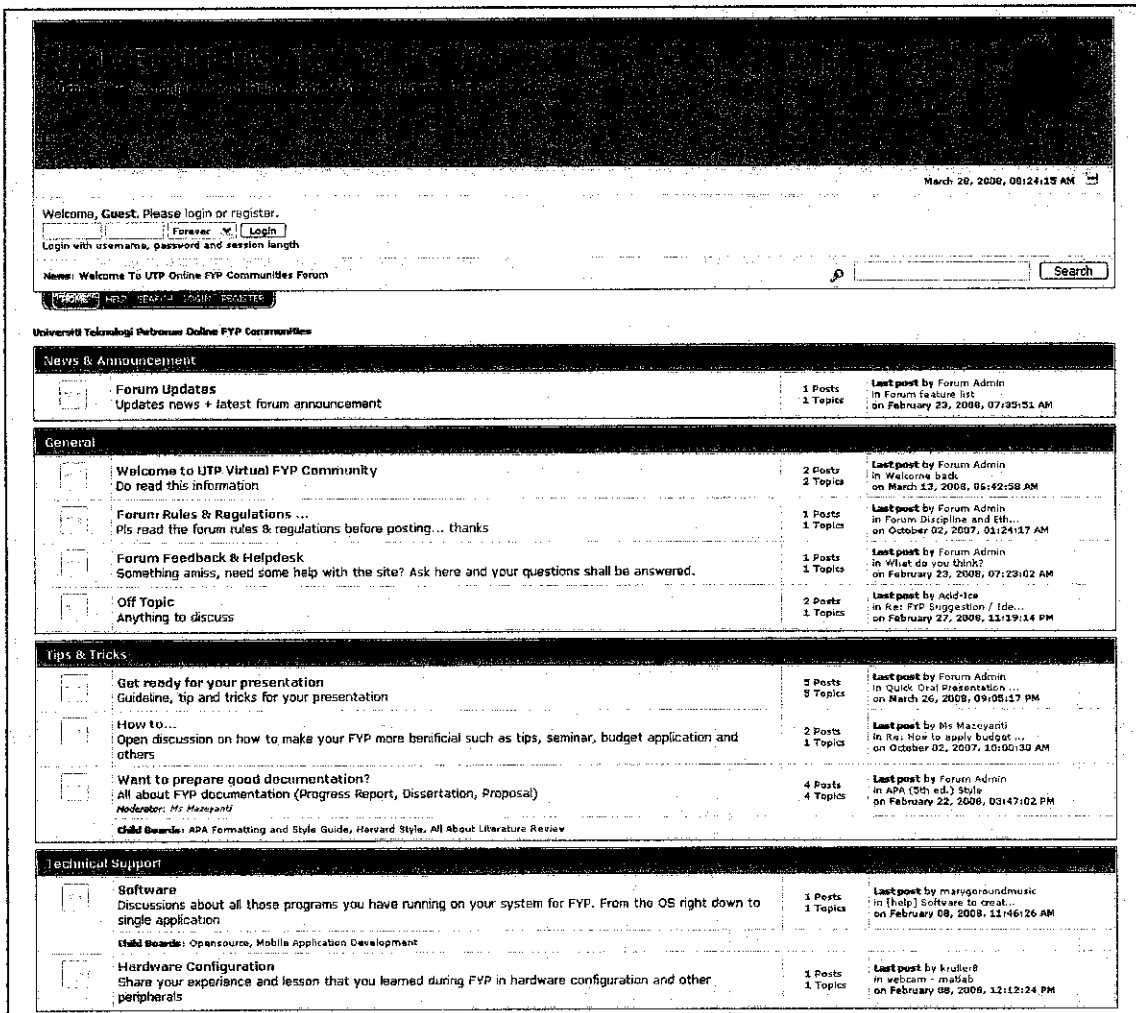 March 28, 2008, 08:24:15 AM
Welcome, Guest. Please login or register.
Forever Login
Login with username, password and session length
News: Welcome To UTP Online FYP Communities Forum
Search
HOME HELP SEARCH LOGIN REGISTER
Universiti Teknologi Petronas Online FYP Communities
News & Announcement
Forum Updates
Updates news + latest forum announcement
1 Posts
1 Topics
Last post by Forum Admin
in Forum feature list
on February 23, 2008, 07:35:51 AM
General
Welcome to UTP Virtual FYP Community
Do read this information
2 Posts
2 Topics
Last post by Forum Admin
in Welcome back
on March 13, 2008, 06:42:58 AM
Forum Rules & Regulations ...
Pls read the forum rules & regulations before posting... thanks
1 Posts
1 Topics
Last post by Forum Admin
in Forum Discipline and Eth...
on October 02, 2007, 01:24:17 AM
Forum Feedback & Helpdesk
Something amiss, need some help with the site? Ask here and your questions shall be answered.
1 Posts
1 Topics
Last post by Forum Admin
in What do you think?
on February 23, 2008, 07:23:02 AM
Off Topic
Anything to discuss
2 Posts
1 Topics
Last post by Acid-Ice
in Re: FYP Suggestion / Ide...
on February 27, 2008, 11:19:14 PM
Tips & Tricks
Get ready for your presentation
Guideline, tip and tricks for your presentation
5 Posts
5 Topics
Last post by Forum Admin
in Quick Oral Presentation ...
on March 26, 2008, 09:05:17 PM
How to...
Open discussion on how to make your FYP more benificial such as tips, seminar, budget application and
others
2 Posts
1 Topics
Last post by Ms Mazeyanti
in Re: How to apply budget ...
on October 02, 2007, 10:00:30 AM
Want to prepare good documentation?
All about FYP documentation (Progress Report, Dissertation, Proposal)
Moderator: Ms Mazeyanti
4 Posts
4 Topics
Last post by Forum Admin
in APA (5th ed.) Style
on February 22, 2008, 03:47:02 PM
Child Boards: APA Formatting and Style Guide, Harvard Style, All About Literature Review
Technical Support
Software
Discussions about all those programs you have running on your system for FYP. From the OS right down to
single application
1 Posts
1 Topics
Last post by marygoroundmusic
in [help] Software to creat...
on February 08, 2008, 11:46:26 AM
Child Boards: Opensource, Mobile Application Development
Hardware Configuration
Share your experience and lesson that you learned during FYP in hardware configuration and other
peripherals
1 Posts
1 Topics
Last post by kruller8
in webcam - matlab
on February 08, 2008, 12:12:24 PM